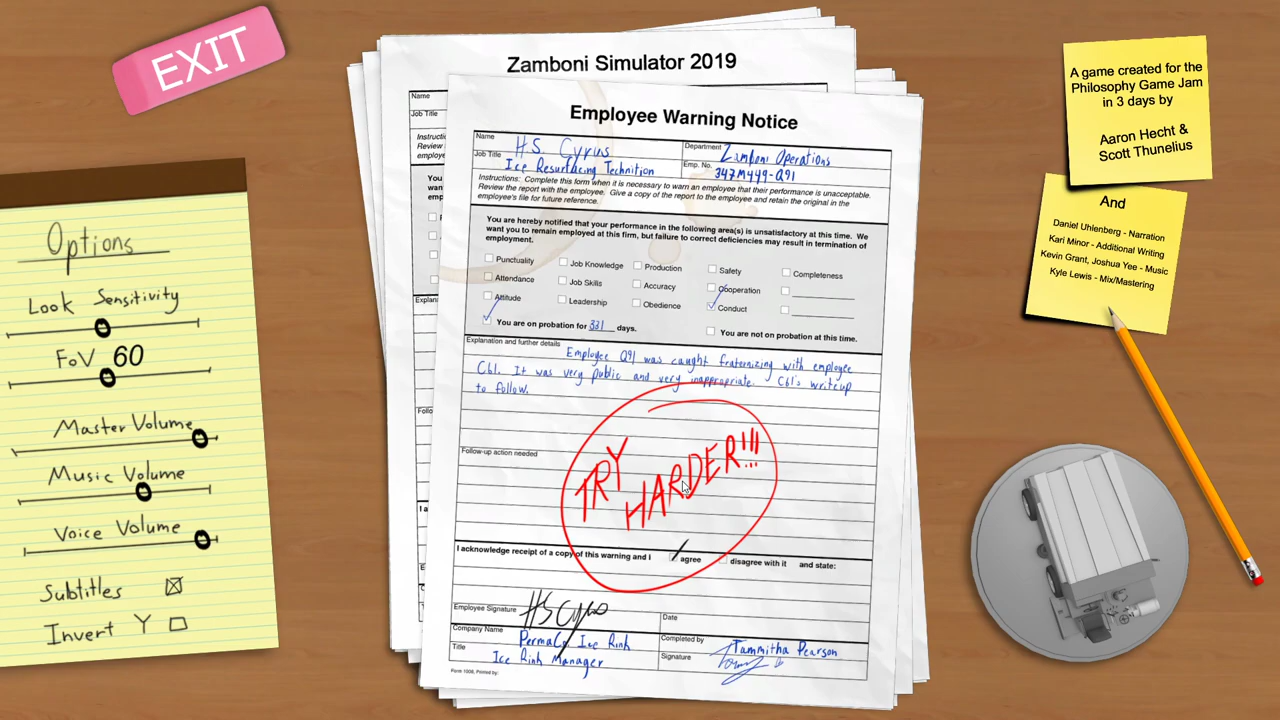 EXIT
Options
Look Sensitivity
FoV 60
Master Volume
Music Volume
Voice Volume
Subtitles
Invert Y
Zamboni Simulator 2019
Name
Job Title
Employee Warning Notice
Name H.S. Cyrus Department Zamboni Operations
Job Title Ice Resurfacing Technition Emp. No. 347M449-Q91
Instructions: Complete this form when it is necessary to warn an employee that their performance is unacceptable.
Review the report with the employee. Give a copy of the report to the employee and retain the original in the
employee's file for future reference.
You are hereby notified that your performance in the following area(s) is unsatisfactory at this time. We
want you to remain employed at this firm, but failure to correct deficiencies may result in termination of
employment.
Punctuality Job Knowledge Production Safety Completeness
Attendance Job Skills Accuracy Cooperation
Attitude Leadership Obedience Conduct
You are on probation for 331 days. You are not on probation at this time.
Explanation and further details
Employee Q91 was caught fraternizing with employee
Cbl. It was very public and very inappropriate. Cbl's writeup
to follow.
Follow-up action needed
TRY
HARDER!!!
I acknowledge receipt of a copy of this warning and I agree disagree with it and state:
Employee Signature HS Cyrus Date
Company Name PermaCo Ice Rink Completed by Tammitha Pearson
Title Ice Rink Manager Signature
Form 1008, Printed by:
A game created for the
Philosophy Game Jam
in 3 days by
Aaron Hecht &
Scott Thunelius
And
Daniel Uhlenberg - Narration
Kari Minor - Additional Writing
Kevin Grant, Joshua Yee - Music
Kyle Lewis - Mix/Mastering